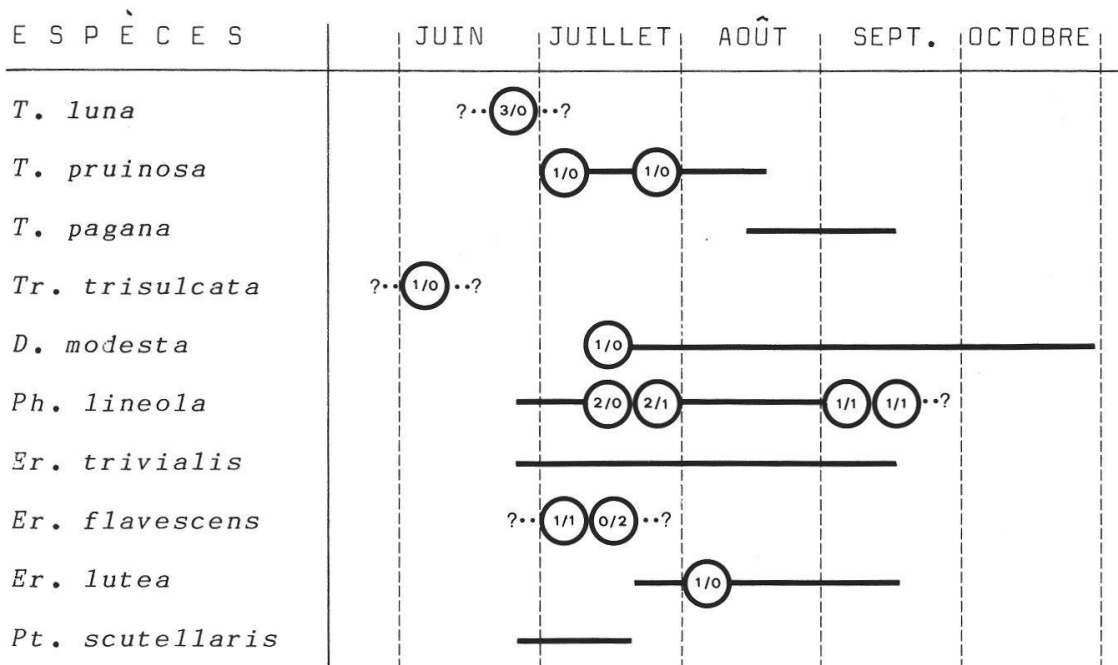 ESPÈCES JUIN JUILLET AOÛT SEPT. OCTOBRE
T. luna ?··3/0··?
T. pruinosa 1/0 1/0
T. pagana
Tr. trisulcata ?··1/0··?
D. modesta 1/0
Ph. lineola 2/0 2/1 1/1 1/1··?
Er. trivialis
Er. flavescens ?··1/1 0/2··?
Er. lutea 1/0
Pt. scutellaris